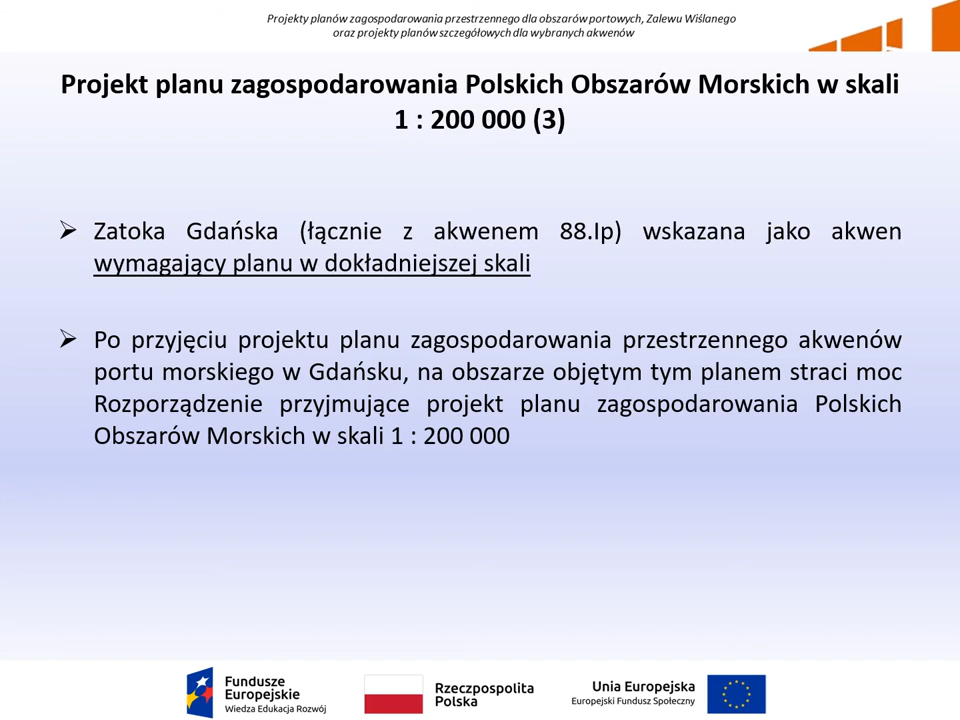 Projekty planów zagospodarowania przestrzennego dla obszarów portowych, Zalewu Wiślanego
oraz projekty planów szczegółowych dla wybranych akwenów
Projekt planu zagospodarowania Polskich Obszarów Morskich w skali
1 : 200 000 (3)
➢ Zatoka Gdańska (łącznie z akwenem 88.Ip) wskazana jako akwen
wymagający planu w dokładniejszej skali
➢ Po przyjęciu projektu planu zagospodarowania przestrzennego akwenów
portu morskiego w Gdańsku, na obszarze objętym tym planem straci moc
Rozporządzenie przyjmujące projekt planu zagospodarowania Polskich
Obszarów Morskich w skali 1 : 200 000
Fundusze
Europejskie
Wiedza Edukacja Rozwój
Rzeczpospolita
Polska
Unia Europejska
Europejski Fundusz Społeczny